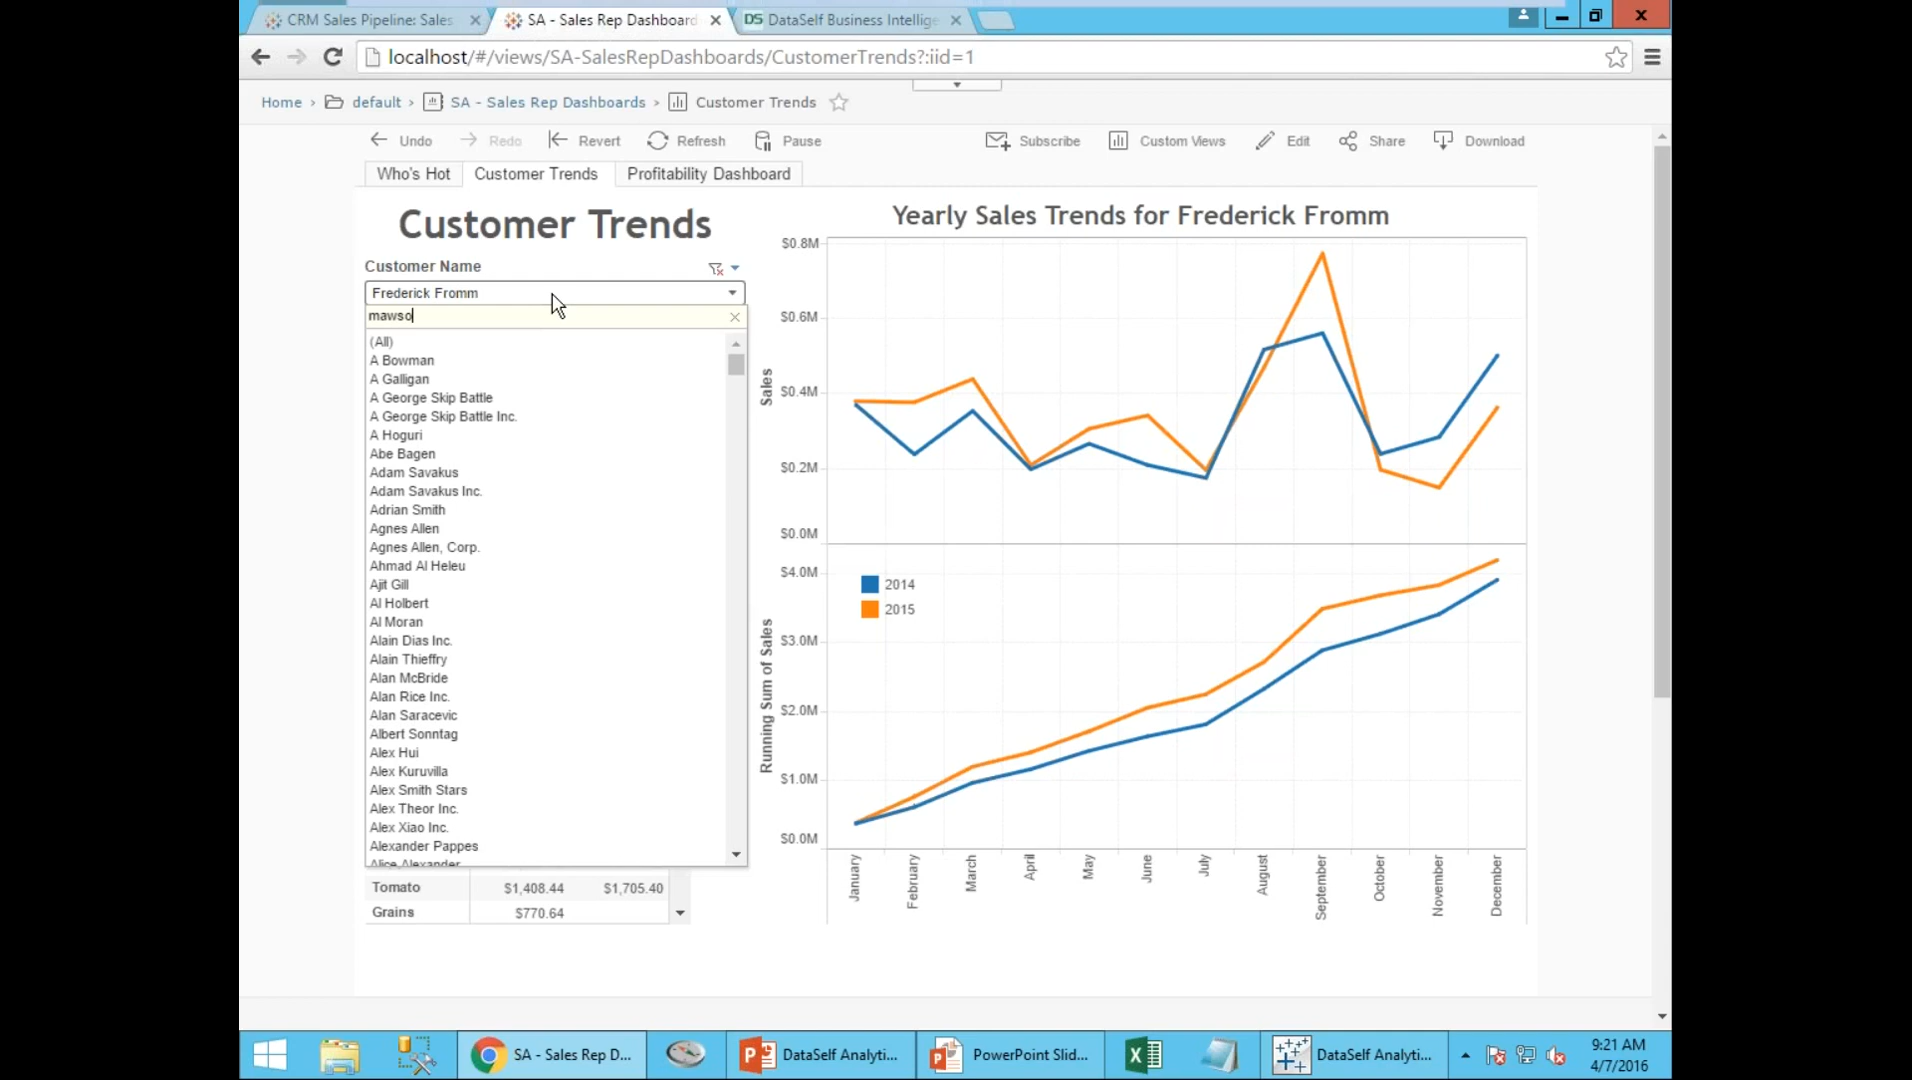 CRM Sales Pipeline: Sales
SA - Sales Rep Dashboard
DS DataSelf Business Intellige
localhost/#/views/SA-SalesRepDashboards/CustomerTrends?:iid=1
Home › default › SA - Sales Rep Dashboards › Customer Trends
Undo Redo Revert Refresh Pause Subscribe Custom Views Edit Share Download
Who's Hot Customer Trends Profitability Dashboard
Customer Trends
Customer Name
Frederick Fromm
mawso
(All)
A Bowman
A Galligan
A George Skip Battle
A George Skip Battle Inc.
A Hoguri
Abe Bagen
Adam Savakus
Adam Savakus Inc.
Adrian Smith
Agnes Allen
Agnes Allen, Corp.
Ahmad Al Heleu
Ajit Gill
Al Holbert
Al Moran
Alain Dias Inc.
Alain Thieffry
Alan McBride
Alan Rice Inc.
Alan Saracevic
Albert Sonntag
Alex Hui
Alex Kuruvilla
Alex Smith Stars
Alex Theor Inc.
Alex Xiao Inc.
Alexander Pappes
Alice Alexander
Tomato $1,408.44 $1,705.40
Grains $770.64
Yearly Sales Trends for Frederick Fromm
Sales
$0.8M
$0.6M
$0.4M
$0.2M
$0.0M
Running Sum of Sales
$4.0M
$3.0M
$2.0M
$1.0M
$0.0M
2014
2015
January February March April May June July August September October November December
SA - Sales Rep D...
DataSelf Analyti...
PowerPoint Slid...
DataSelf Analyti...
9:21 AM
4/7/2016